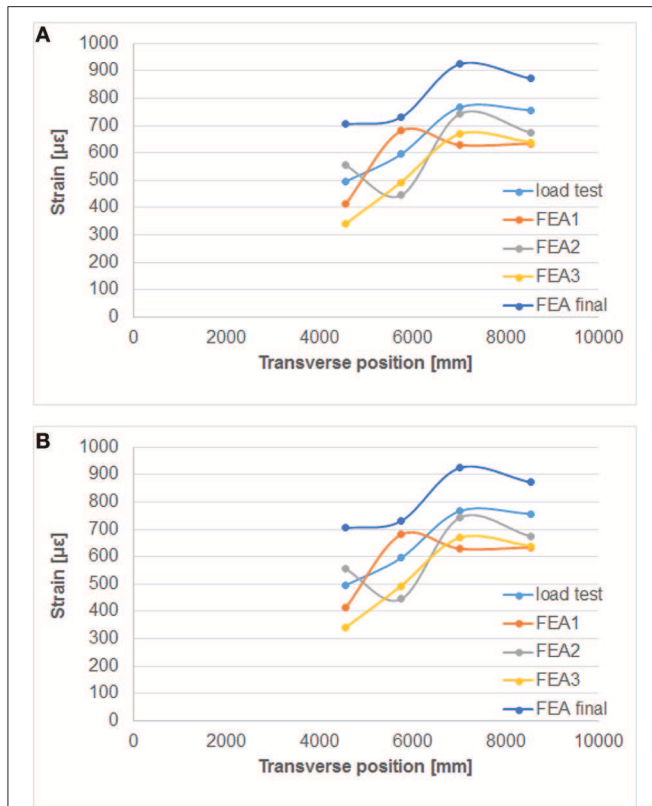 A
1000
900
800
700
600
500
400
300
200
100
0
Strain [µε]
load test
FEA1
FEA2
FEA3
FEA final
0 2000 4000 6000 8000 10000
Transverse position [mm]
B
1000
900
800
700
600
500
400
300
200
100
0
Strain [µε]
load test
FEA1
FEA2
FEA3
FEA final
0 2000 4000 6000 8000 10000
Transverse position [mm]